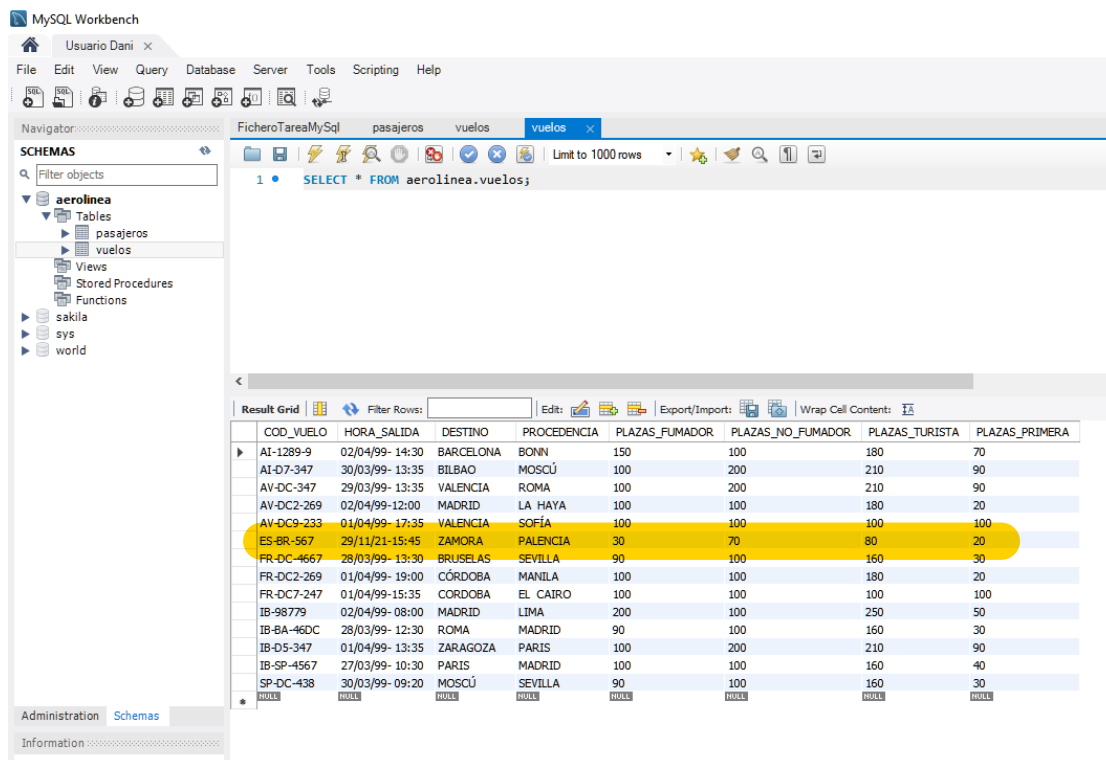 MySQL Workbench
Usuario Dani ×
File Edit View Query Database Server Tools Scripting Help
Navigator
SCHEMAS
Filter objects
aerolinea
Tables
pasajeros
vuelos
Views
Stored Procedures
Functions
sakila
sys
world
Administration Schemas
Information
FicheroTareaMySql pasajeros vuelos vuelos ×
Limit to 1000 rows
1 SELECT * FROM aerolinea.vuelos;
Result Grid Filter Rows: Edit: Export/Import: Wrap Cell Content:
COD_VUELO HORA_SALIDA DESTINO PROCEDENCIA PLAZAS_FUMADOR PLAZAS_NO_FUMADOR PLAZAS_TURISTA PLAZAS_PRIMERA
AI-1289-9 02/04/99- 14:30 BARCELONA BONN 150 100 180 70
AI-D7-347 30/03/99- 13:35 BILBAO MOSCÚ 100 200 210 90
AV-DC-347 29/03/99- 13:35 VALENCIA ROMA 100 200 210 90
AV-DC2-269 02/04/99-12:00 MADRID LA HAYA 100 100 180 20
AV-DC9-233 01/04/99- 17:35 VALENCIA SOFÍA 100 100 100 100
ES-BR-567 29/11/21-15:45 ZAMORA PALENCIA 30 70 80 20
FR-DC-4667 28/03/99- 13:30 BRUSELAS SEVILLA 90 100 160 30
FR-DC2-269 01/04/99- 19:00 CÓRDOBA MANILA 100 100 180 20
FR-DC7-247 01/04/99-15:35 CORDOBA EL CAIRO 100 100 100 100
IB-98779 02/04/99- 08:00 MADRID LIMA 200 100 250 50
IB-BA-46DC 28/03/99- 12:30 ROMA MADRID 90 100 160 30
IB-D5-347 01/04/99- 13:35 ZARAGOZA PARIS 100 200 210 90
IB-SP-4567 27/03/99- 10:30 PARIS MADRID 100 100 160 40
SP-DC-438 30/03/99- 09:20 MOSCÚ SEVILLA 90 100 160 30
NULL NULL NULL NULL NULL NULL NULL NULL